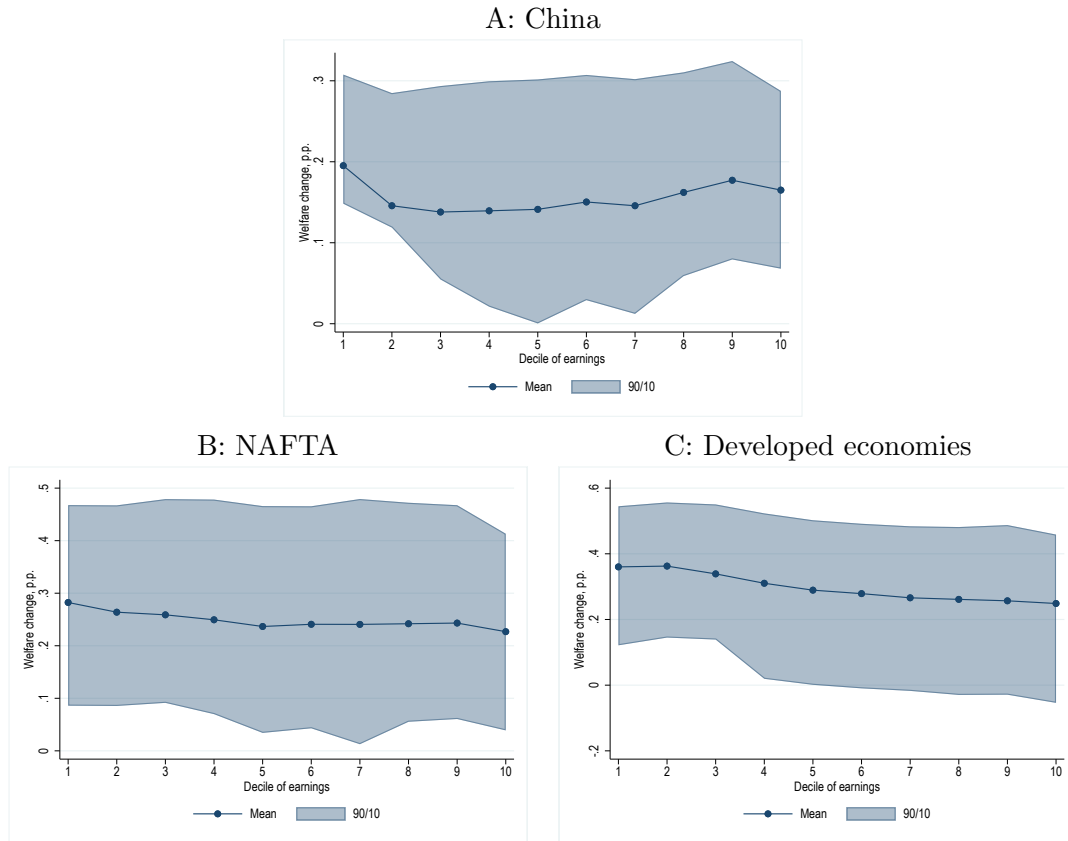 A: China
Welfare change, p.p.
.3
.2
.1
0
1 2 3 4 5 6 7 8 9 10
Decile of earnings
Mean 90/10
B: NAFTA
Welfare change, p.p.
.5
.4
.3
.2
.1
0
1 2 3 4 5 6 7 8 9 10
Decile of earnings
Mean 90/10
C: Developed economies
Welfare change, p.p.
.6
.4
.2
0
-.2
1 2 3 4 5 6 7 8 9 10
Decile of earnings
Mean 90/10